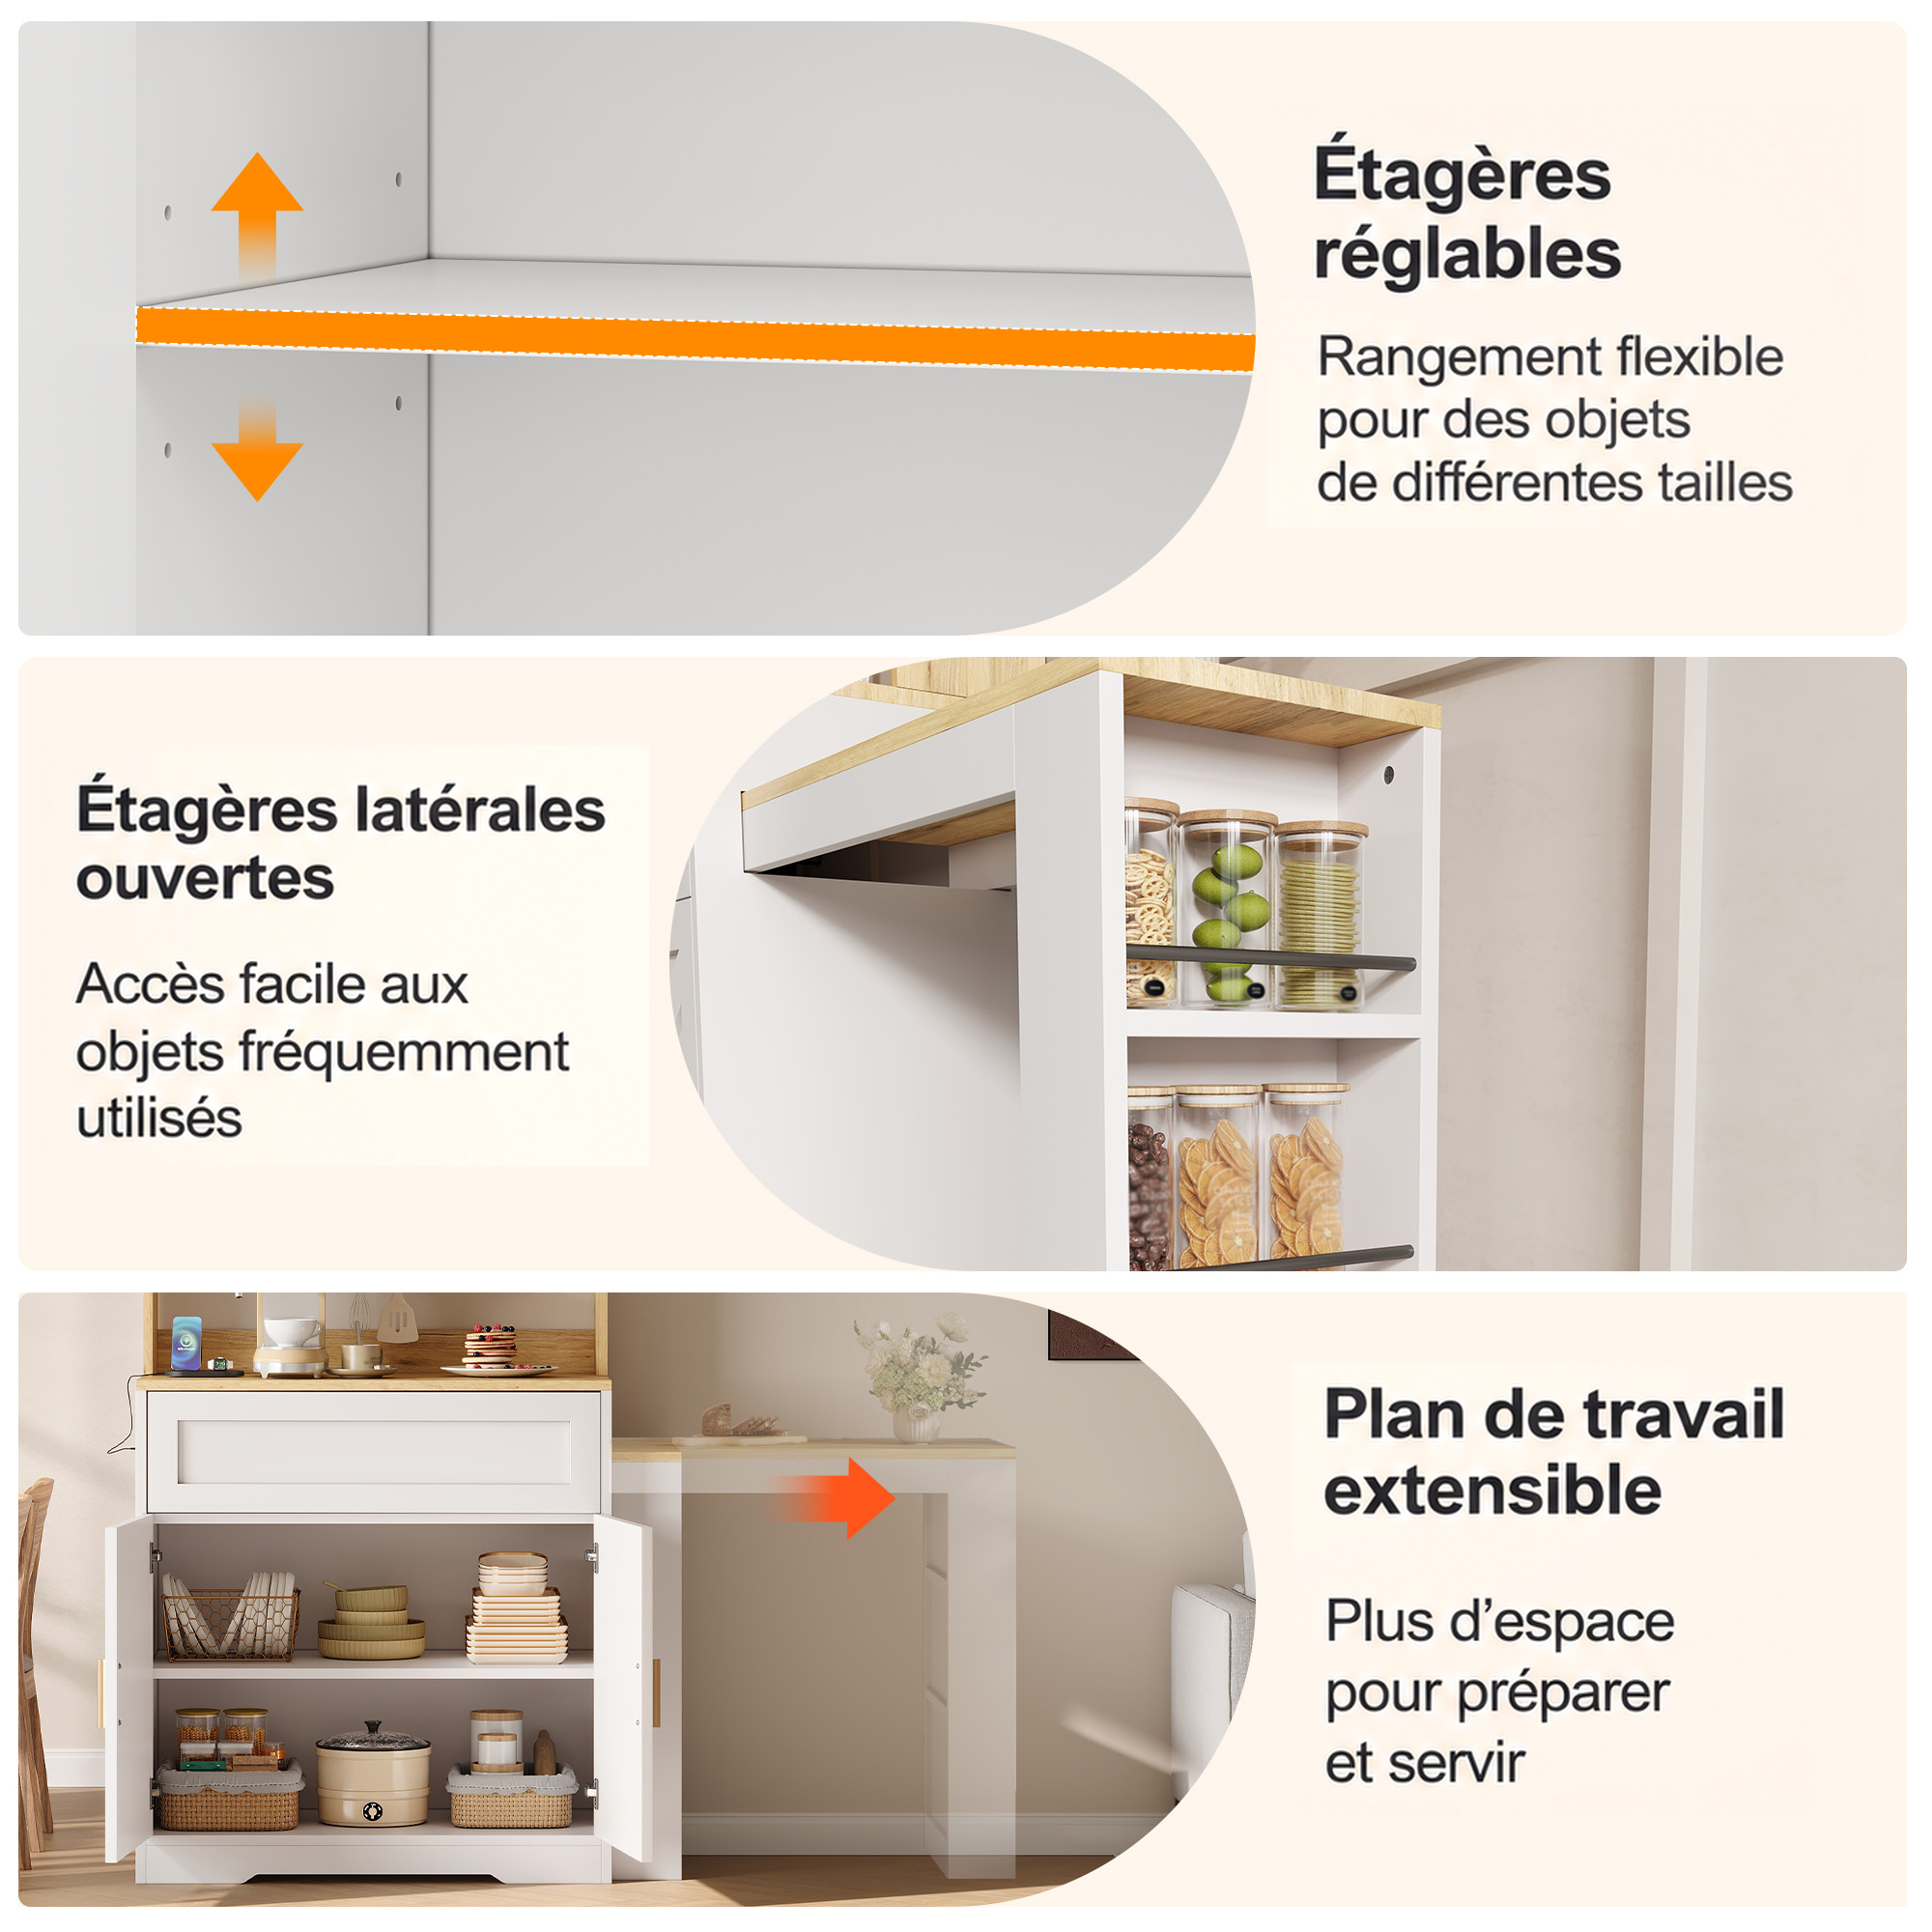 Étagères
réglables
Rangement flexible
pour des objets
de différentes tailles
Étagères latérales
ouvertes
Accès facile aux
objets fréquemment
utilisés
Plan de travail
extensible
Plus d’espace
pour préparer
et servir